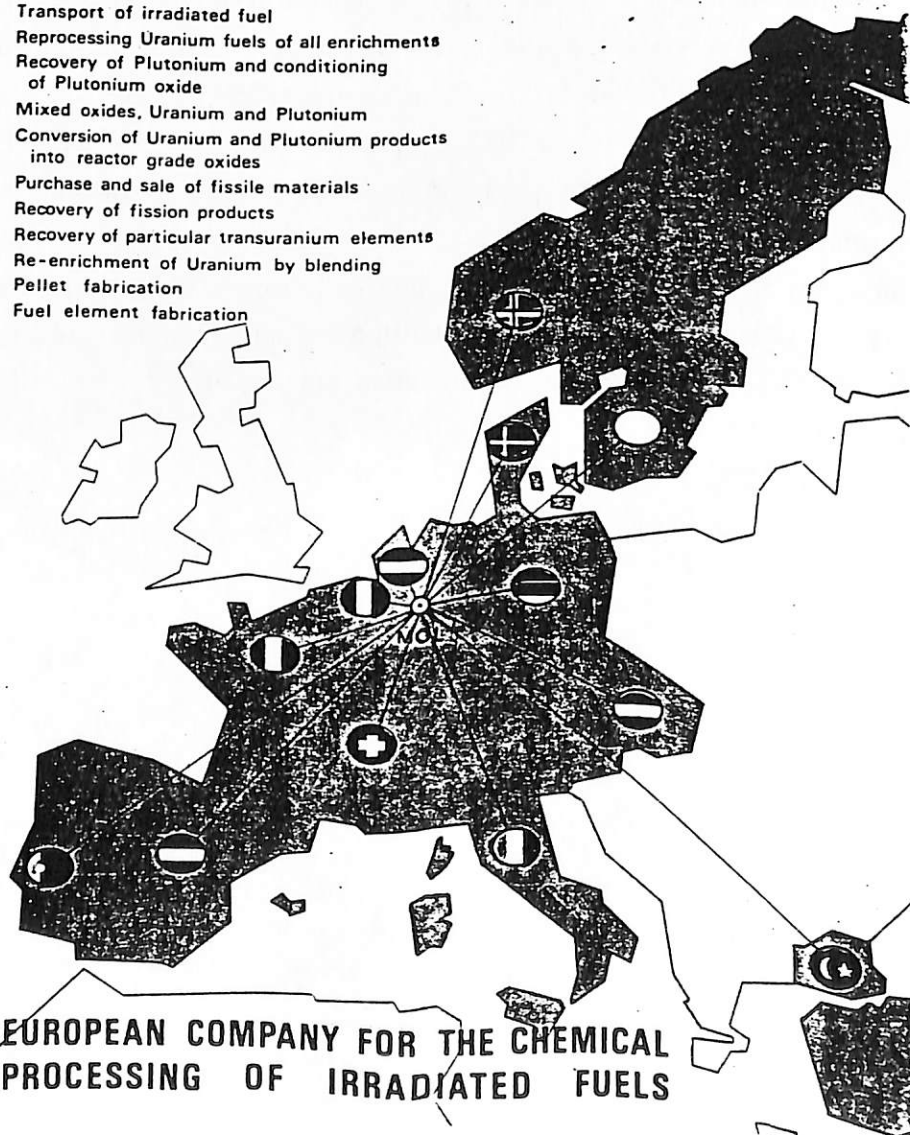 Transport of irradiated fuel
Reprocessing Uranium fuels of all enrichments
Recovery of Plutonium and conditioning
of Plutonium oxide
Mixed oxides, Uranium and Plutonium
Conversion of Uranium and Plutonium products
into reactor grade oxides
Purchase and sale of fissile materials
Recovery of fission products
Recovery of particular transuranium elements
Re-enrichment of Uranium by blending
Pellet fabrication
Fuel element fabrication
MOL
EUROPEAN COMPANY FOR THE CHEMICAL
PROCESSING OF IRRADIATED FUELS